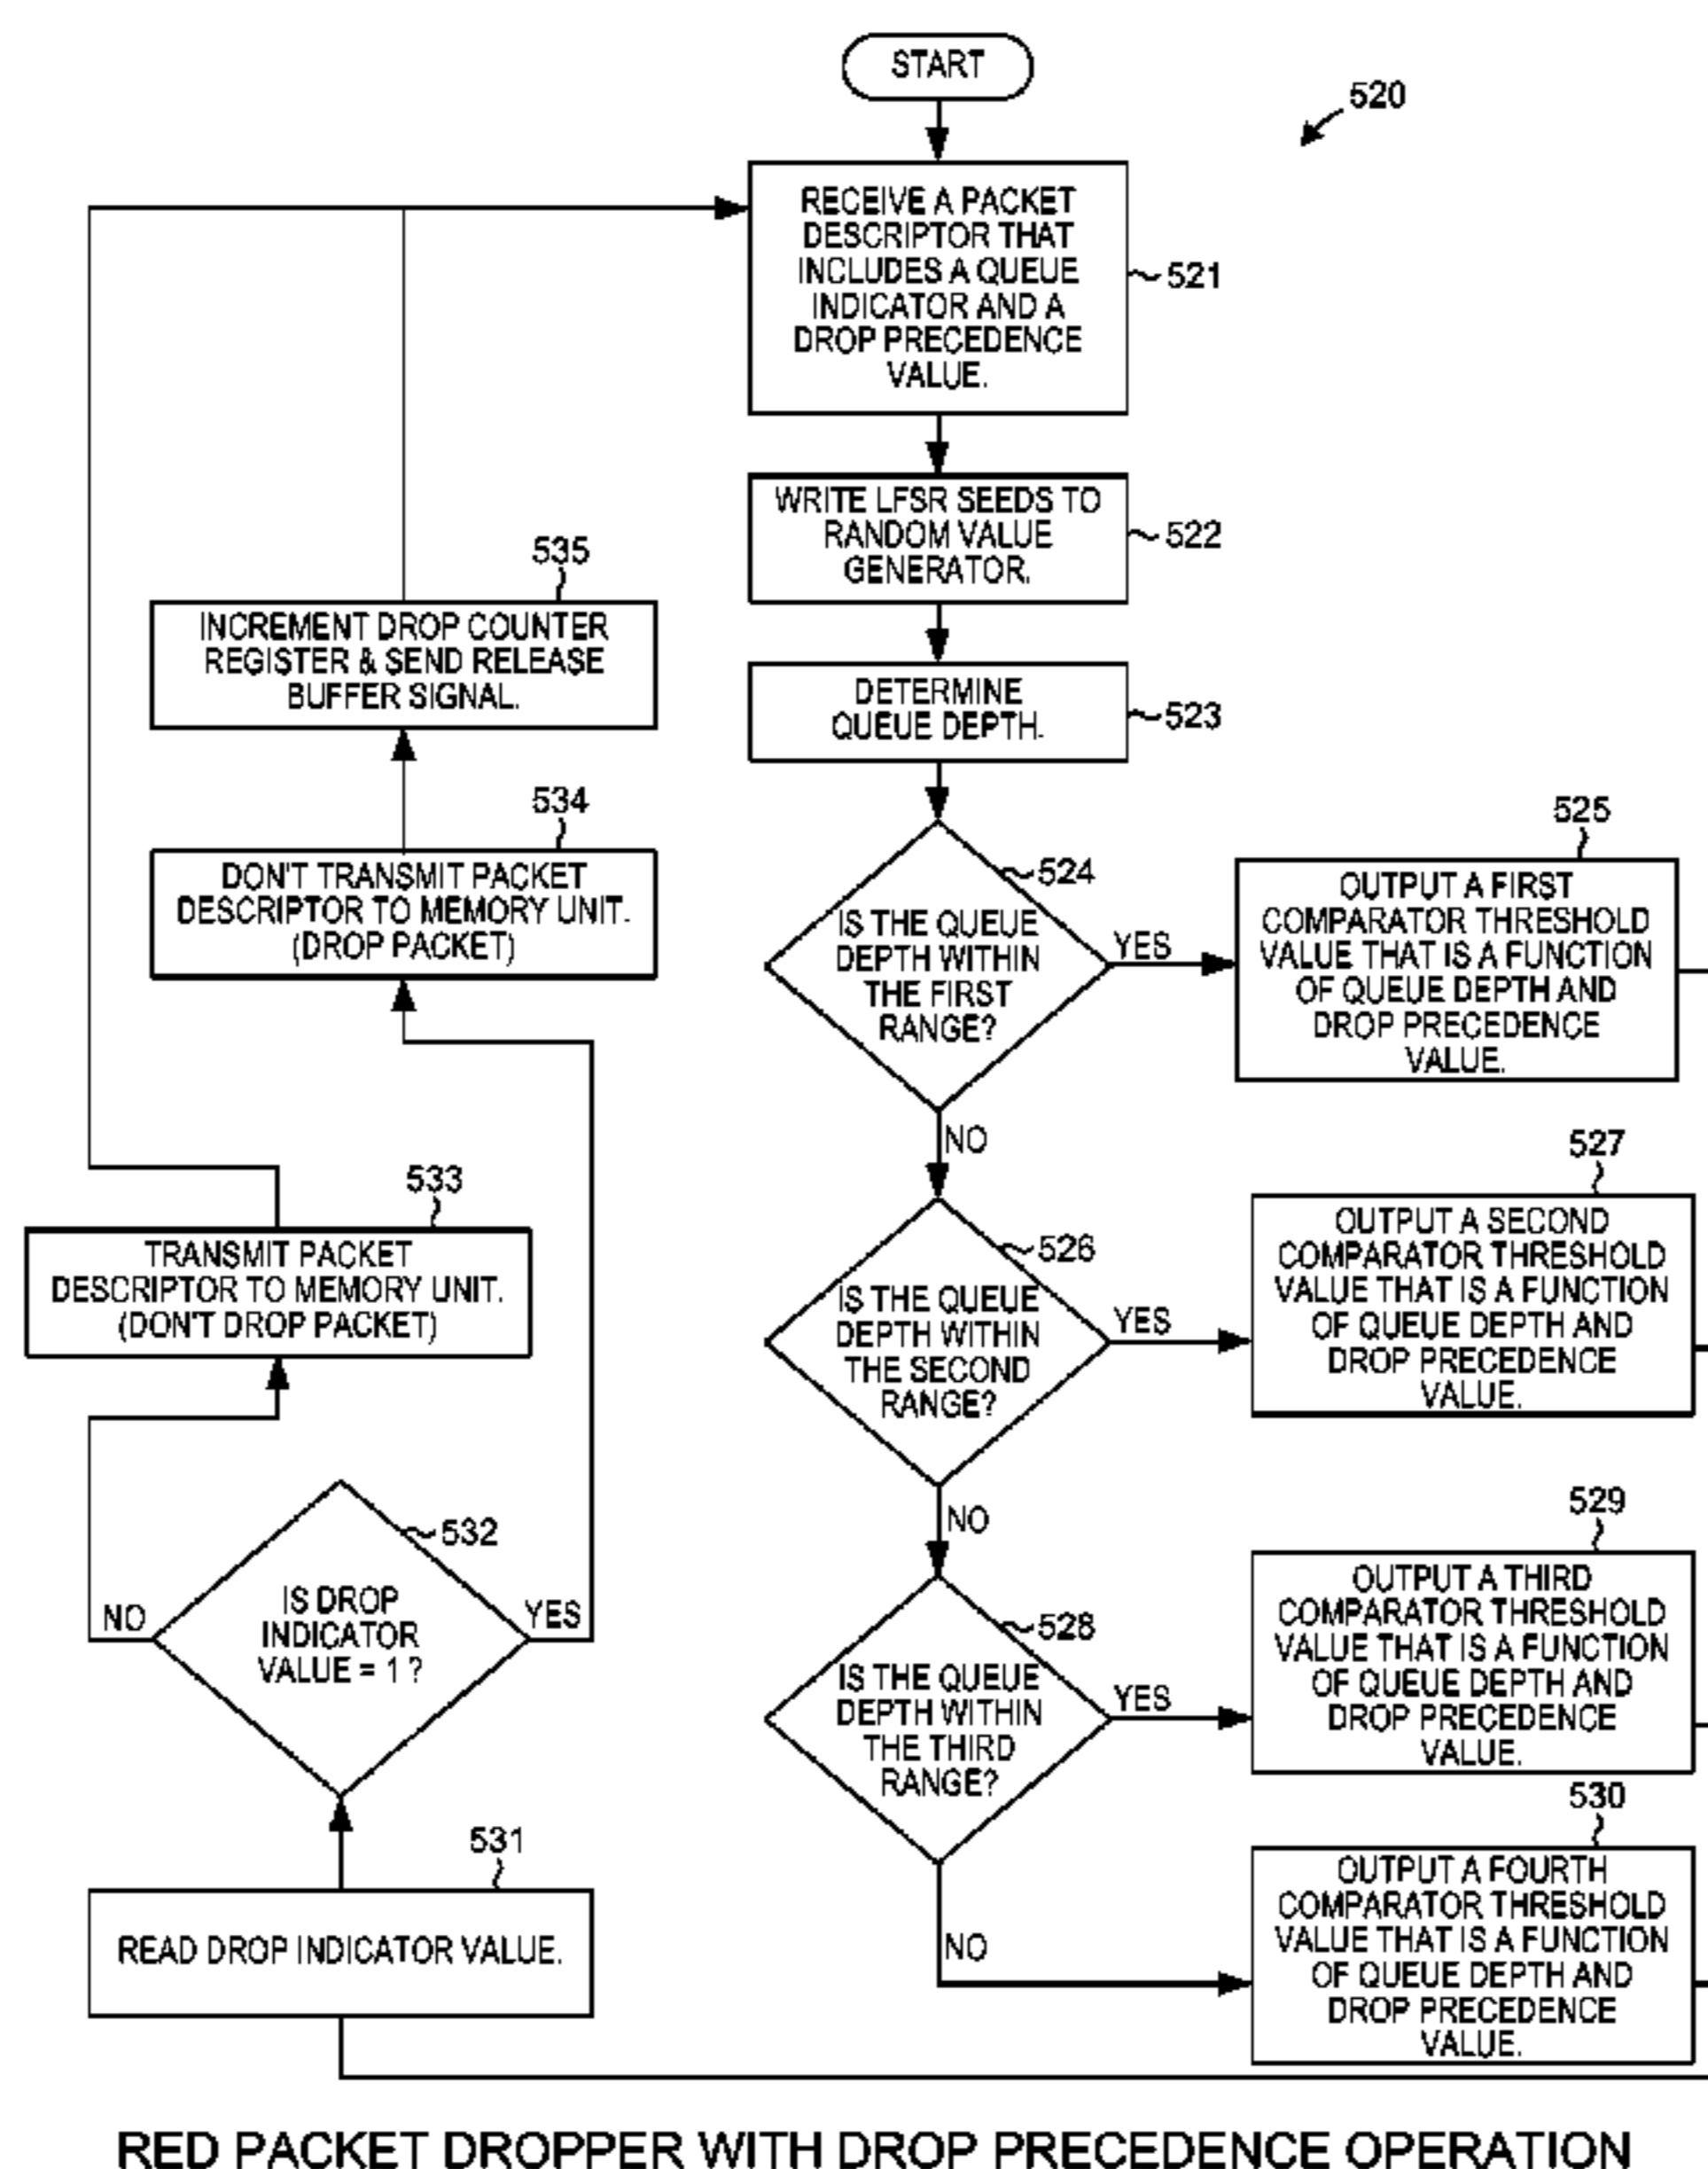 START
520
RECEIVE A PACKET
DESCRIPTOR THAT
INCLUDES A QUEUE
INDICATOR AND A
DROP PRECEDENCE
VALUE.
521
WRITE LFSR SEEDS TO
RANDOM VALUE
GENERATOR.
522
DETERMINE
QUEUE DEPTH.
523
524
IS THE QUEUE
DEPTH WITHIN
THE FIRST
RANGE?
YES
NO
525
OUTPUT A FIRST
COMPARATOR THRESHOLD
VALUE THAT IS A FUNCTION
OF QUEUE DEPTH AND
DROP PRECEDENCE
VALUE.
526
IS THE QUEUE
DEPTH WITHIN
THE SECOND
RANGE?
YES
NO
527
OUTPUT A SECOND
COMPARATOR THRESHOLD
VALUE THAT IS A FUNCTION
OF QUEUE DEPTH AND
DROP PRECEDENCE
VALUE.
528
IS THE QUEUE
DEPTH WITHIN
THE THIRD
RANGE?
YES
NO
529
OUTPUT A THIRD
COMPARATOR THRESHOLD
VALUE THAT IS A FUNCTION
OF QUEUE DEPTH AND
DROP PRECEDENCE
VALUE.
530
OUTPUT A FOURTH
COMPARATOR THRESHOLD
VALUE THAT IS A FUNCTION
OF QUEUE DEPTH AND
DROP PRECEDENCE
VALUE.
531
READ DROP INDICATOR VALUE.
532
IS DROP
INDICATOR
VALUE = 1 ?
NO
YES
533
TRANSMIT PACKET
DESCRIPTOR TO MEMORY UNIT.
(DON'T DROP PACKET)
534
DON'T TRANSMIT PACKET
DESCRIPTOR TO MEMORY UNIT.
(DROP PACKET)
535
INCREMENT DROP COUNTER
REGISTER & SEND RELEASE
BUFFER SIGNAL.
RED PACKET DROPPER WITH DROP PRECEDENCE OPERATION